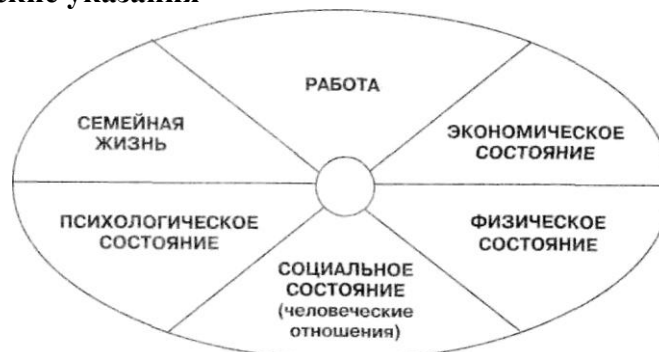 ские указания
РАБОТА
СЕМЕЙНАЯ
ЖИЗНЬ
ЭКОНОМИЧЕСКОЕ
СОСТОЯНИЕ
ПСИХОЛОГИЧЕСКОЕ
СОСТОЯНИЕ
ФИЗИЧЕСКОЕ
СОСТОЯНИЕ
СОЦИАЛЬНОЕ
СОСТОЯНИЕ
(человеческие
отношения)